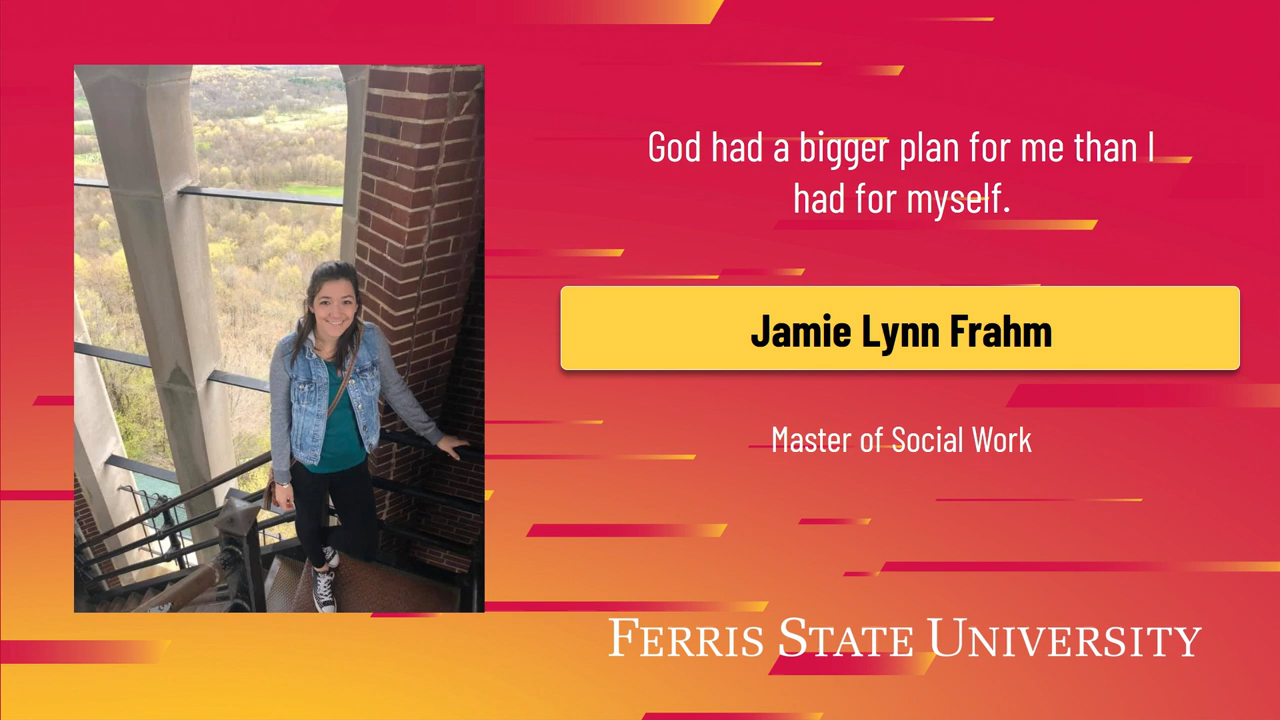 God had a bigger plan for me than I
had for myself.
Jamie Lynn Frahm
Master of Social Work
FERRIS STATE UNIVERSITY